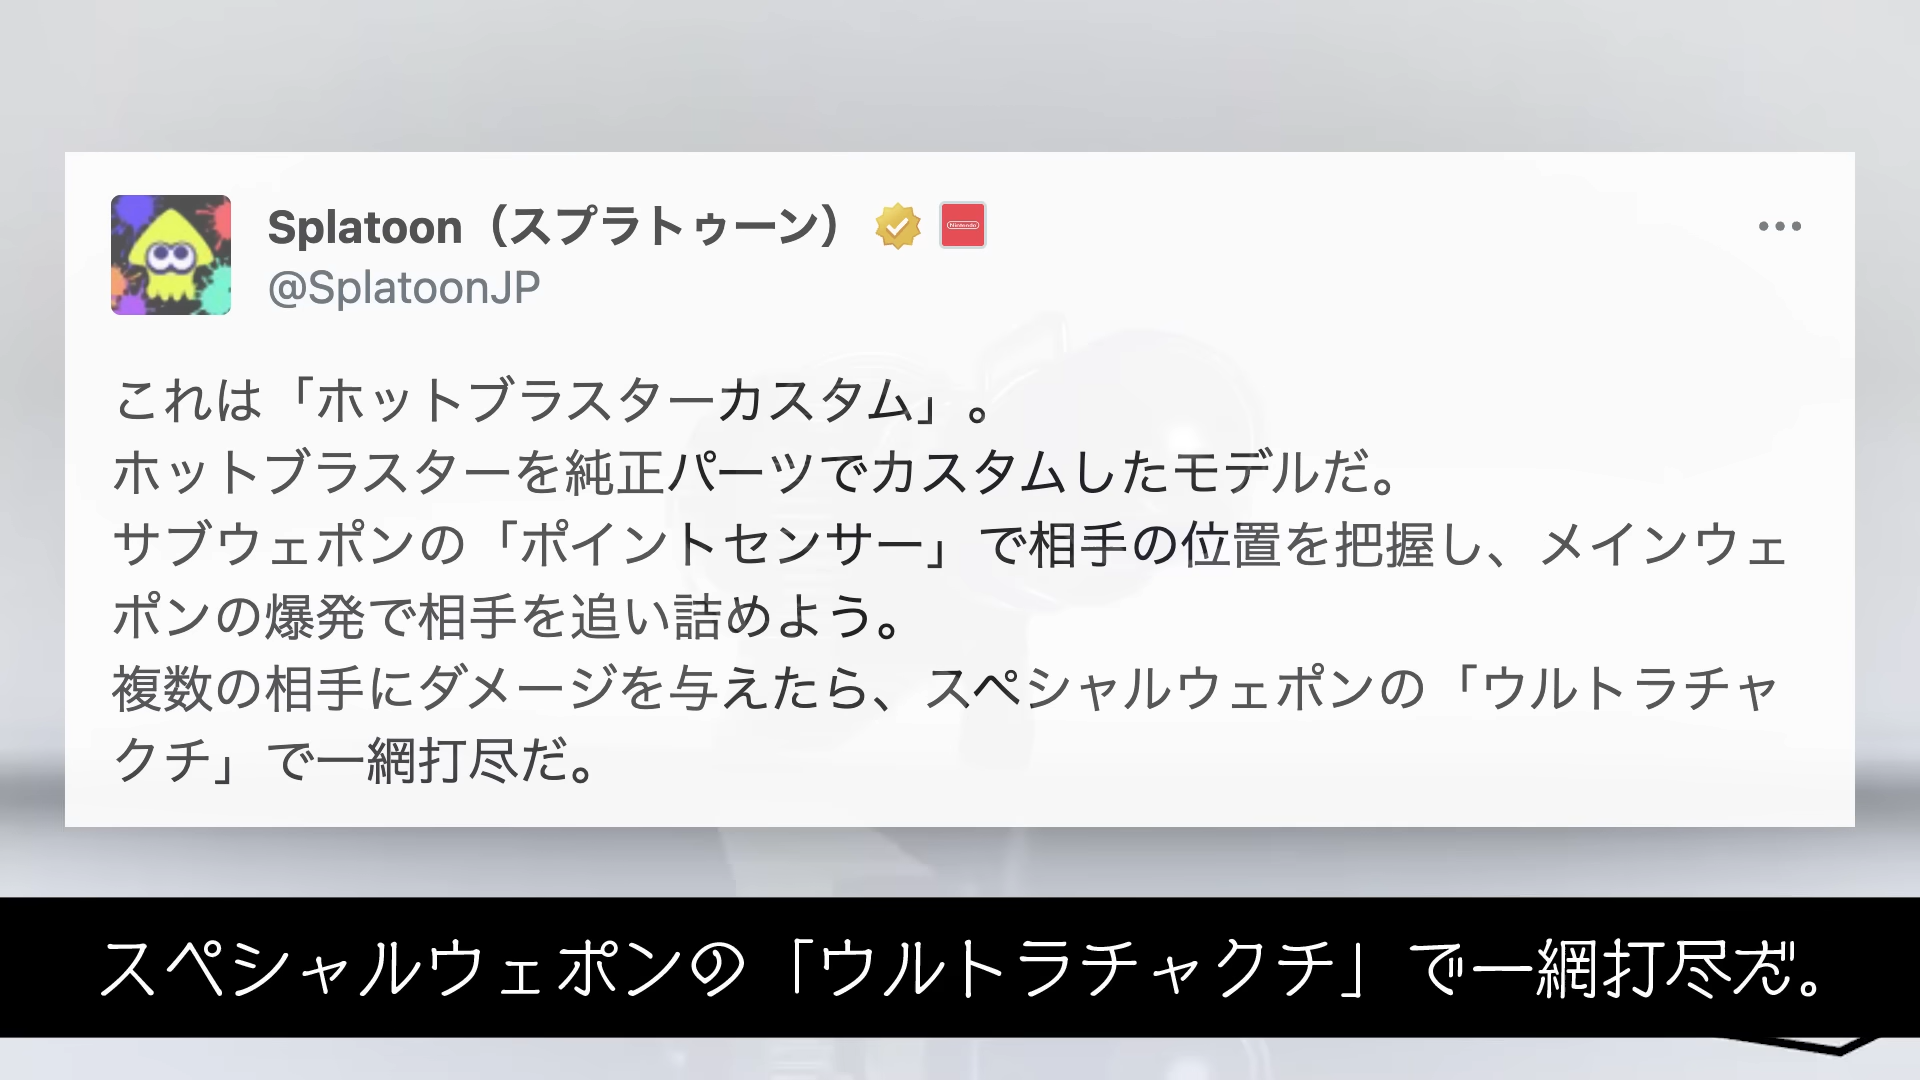 Splatoon（スプラトゥーン）
Nintendo
@SplatoonJP
これは「ホットブラスターカスタム」。
ホットブラスターを純正パーツでカスタムしたモデルだ。
サブウェポンの「ポイントセンサー」で相手の位置を把握し、メインウェ
ポンの爆発で相手を追い詰めよう。
複数の相手にダメージを与えたら、スペシャルウェポンの「ウルトラチャ
クチ」で一網打尽だ。
スペシャルウェポンの「ウルトラチャクチ」で一網打尽だ。